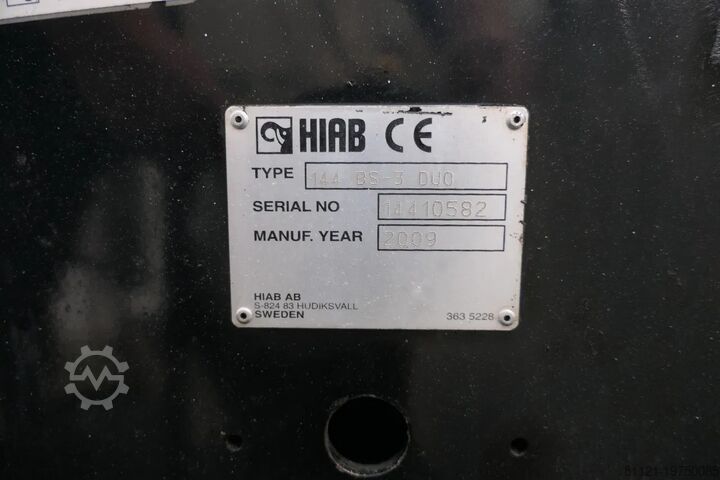 HIAB CE
TYPE 144 BS-3 DUO
SERIAL NO 14410582
MANUF. YEAR 2009
HIAB AB
S-824 83 HUDIKSVALL
SWEDEN 363 5228